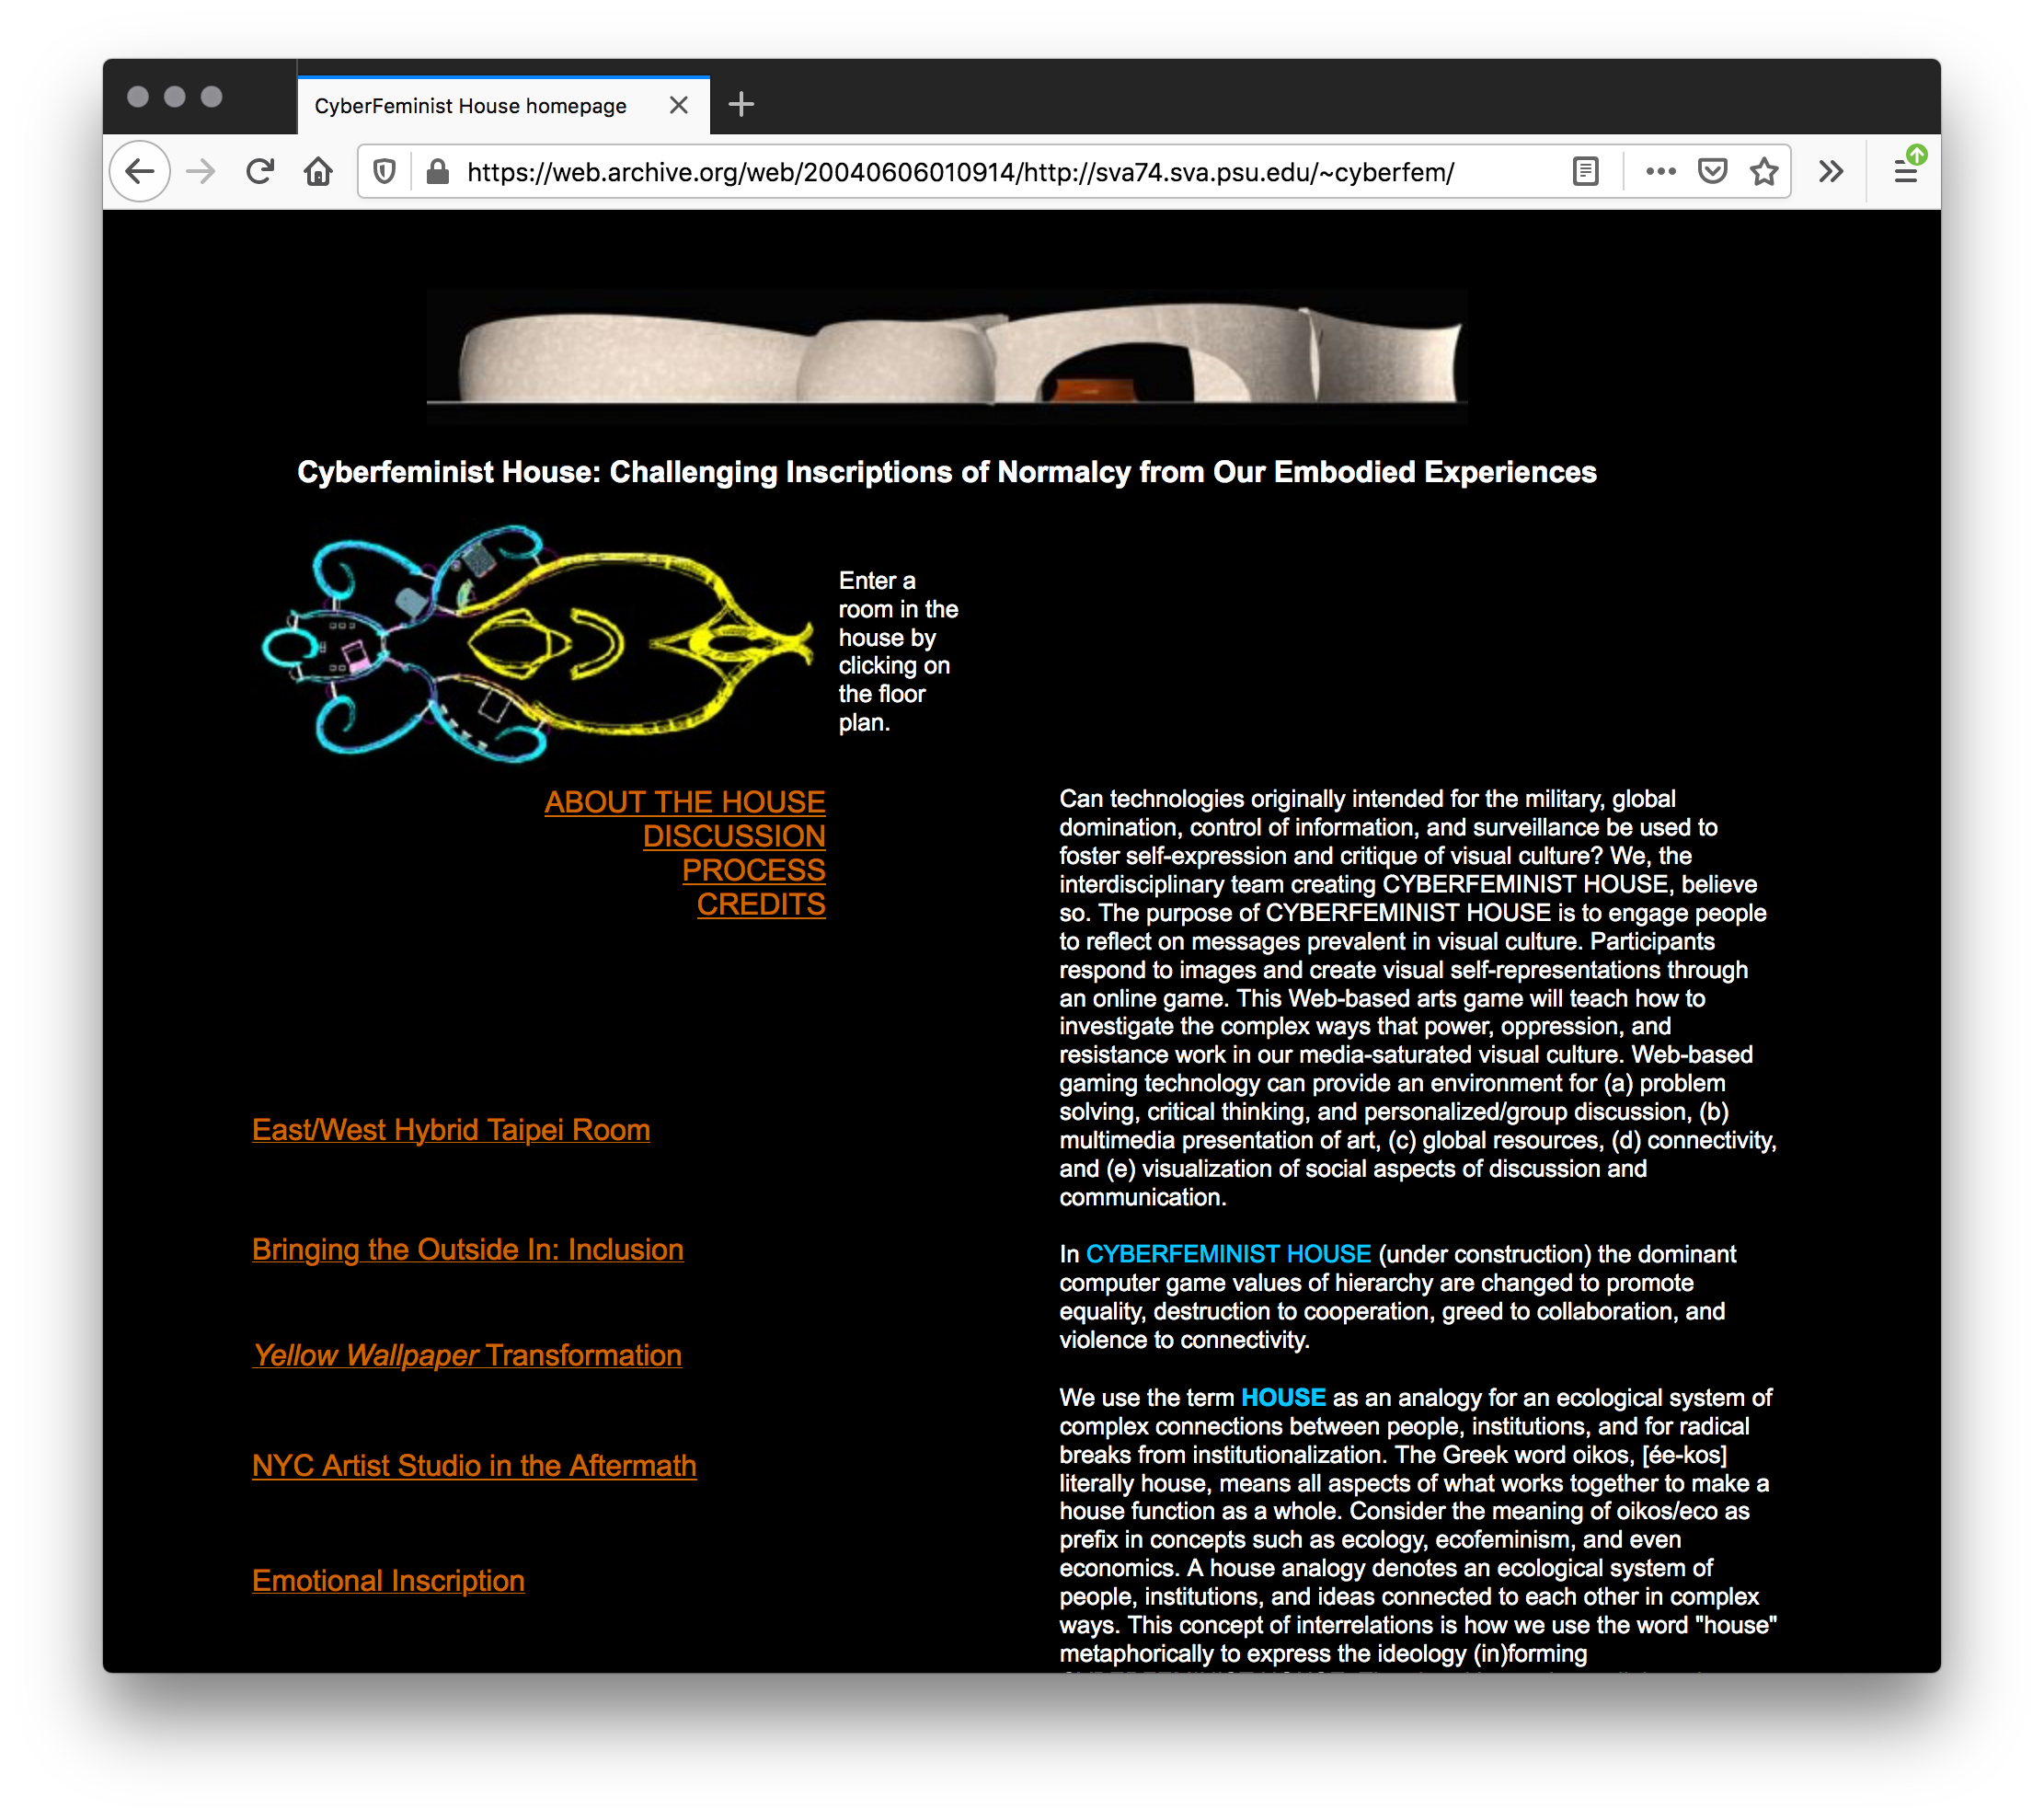 CyberFeminist House homepage
https://web.archive.org/web/20040606010914/http://sva74.sva.psu.edu/~cyberfem/
Cyberfeminist House: Challenging Inscriptions of Normalcy from Our Embodied Experiences
Enter a
room in the
house by
clicking on
the floor
plan.
ABOUT THE HOUSE
DISCUSSION
PROCESS
CREDITS
East/West Hybrid Taipei Room
Bringing the Outside In: Inclusion
Yellow Wallpaper Transformation
NYC Artist Studio in the Aftermath
Emotional Inscription
Can technologies originally intended for the military, global
domination, control of information, and surveillance be used to
foster self-expression and critique of visual culture? We, the
interdisciplinary team creating CYBERFEMINIST HOUSE, believe
so. The purpose of CYBERFEMINIST HOUSE is to engage people
to reflect on messages prevalent in visual culture. Participants
respond to images and create visual self-representations through
an online game. This Web-based arts game will teach how to
investigate the complex ways that power, oppression, and
resistance work in our media-saturated visual culture. Web-based
gaming technology can provide an environment for (a) problem
solving, critical thinking, and personalized/group discussion, (b)
multimedia presentation of art, (c) global resources, (d) connectivity,
and (e) visualization of social aspects of discussion and
communication.
In CYBERFEMINIST HOUSE (under construction) the dominant
computer game values of hierarchy are changed to promote
equality, destruction to cooperation, greed to collaboration, and
violence to connectivity.
We use the term HOUSE as an analogy for an ecological system of
complex connections between people, institutions, and for radical
breaks from institutionalization. The Greek word oikos, [ée-kos]
literally house, means all aspects of what works together to make a
house function as a whole. Consider the meaning of oikos/eco as
prefix in concepts such as ecology, ecofeminism, and even
economics. A house analogy denotes an ecological system of
people, institutions, and ideas connected to each other in complex
ways. This concept of interrelations is how we use the word "house"
metaphorically to express the ideology (in)forming